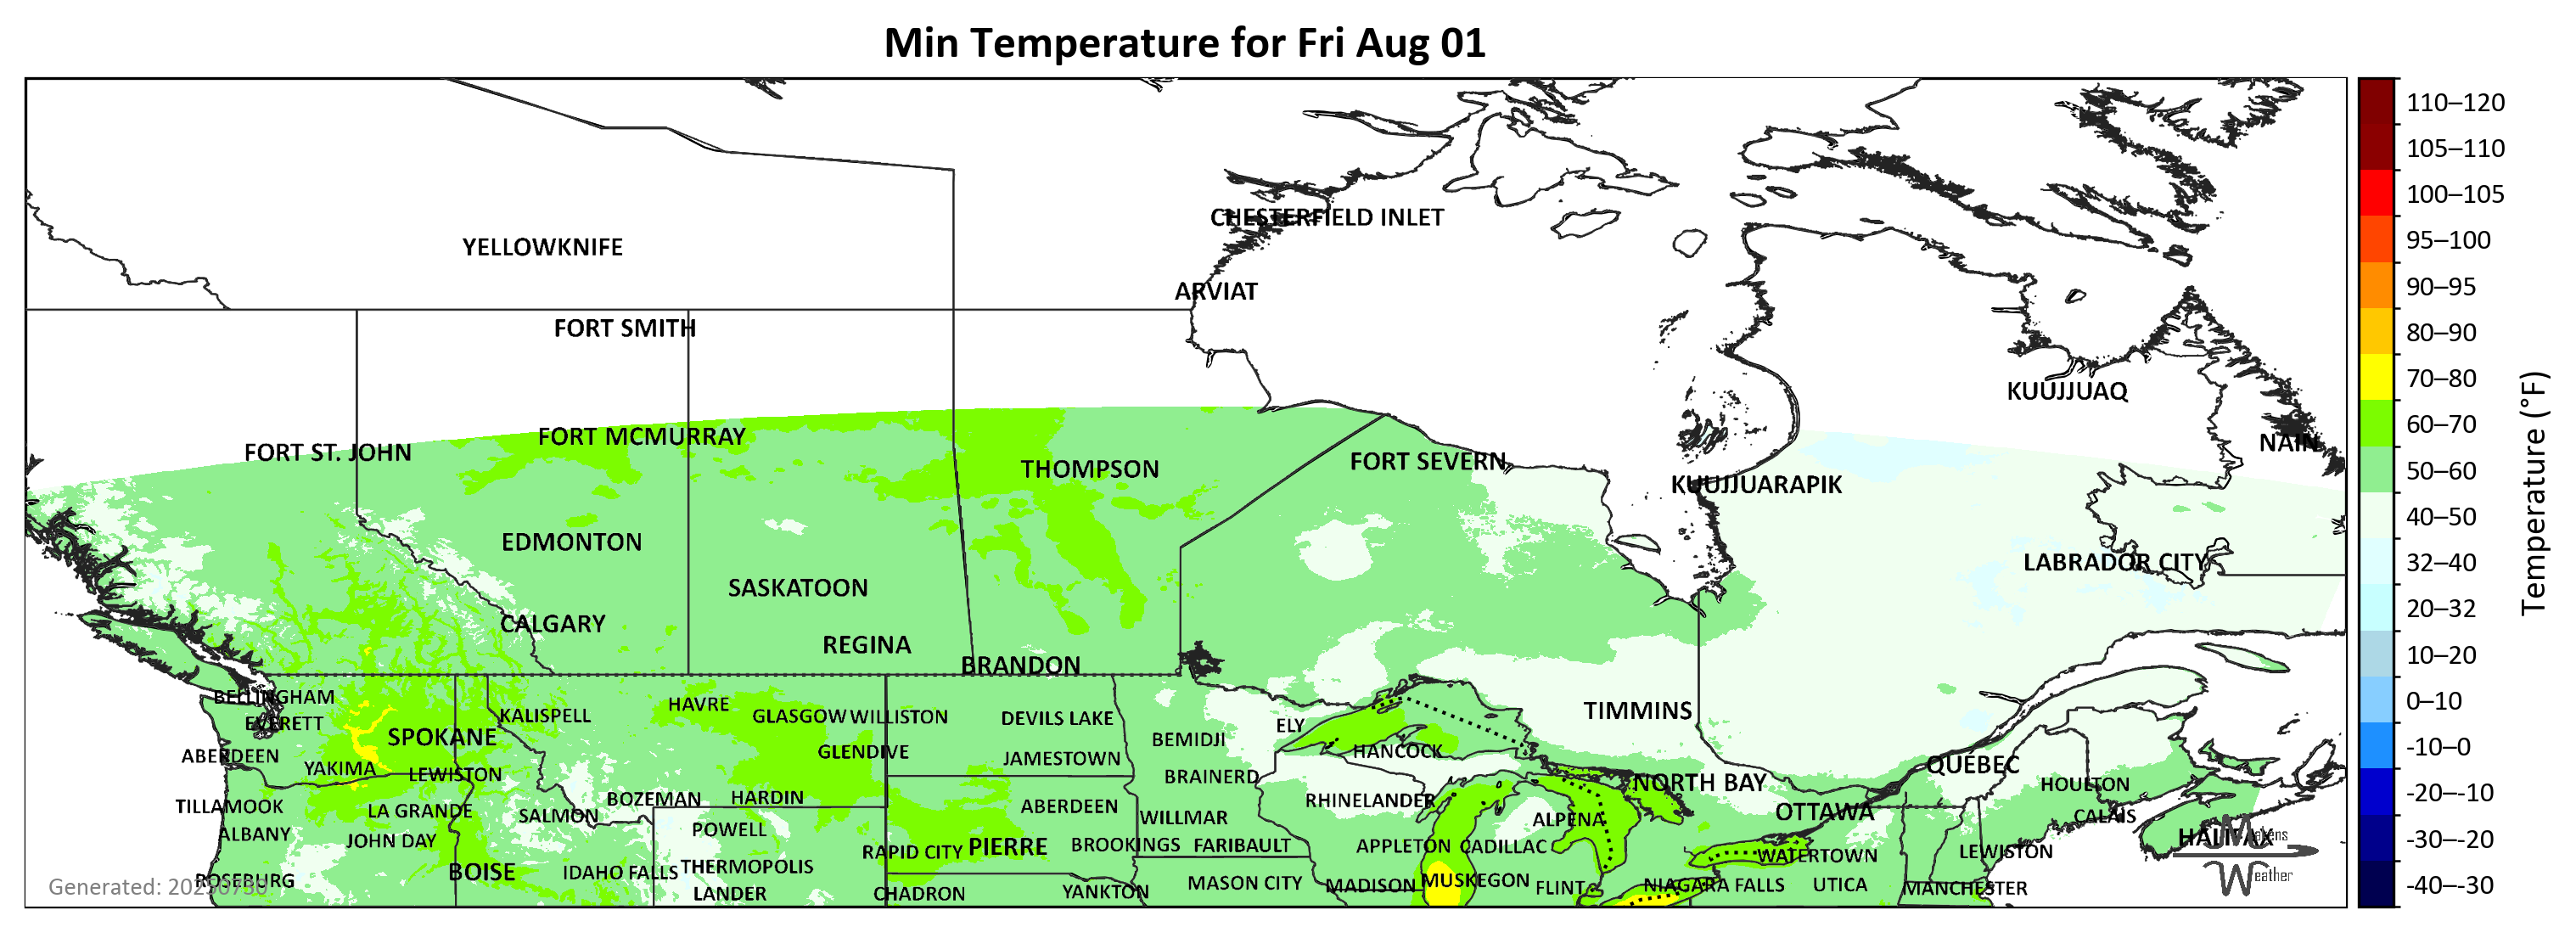 Min Temperature for Fri Aug 01
110–120
105–110
CHESTERFIELD INLET
100–105
YELLOWKNIFE
95–100
ARVIAT
90–95
FORT SMITH
80–90
KUUJJUAQ
70–80
FORT MCMURRAY
60–70
FORT ST. JOHN
NAIN
THOMPSON
FORT SEVERN
50–60
KUUJJUARAPIK
Temperature (°F)
40–50
EDMONTON
LABRADOR CITY
32–40
SASKATOON
20–32
CALGARY
REGINA
10–20
BRANDON
BELLINGHAM
HAVRE
0–10
EVERETT
KALISPELL
GLASGOW
WILLISTON
DEVILS LAKE
TIMMINS
ELY
SPOKANE
BEMIDJI
-10–0
ABERDEEN
GLENDIVE
JAMESTOWN
HANCOCK
QUÉBEC
YAKIMA
LEWISTON
BRAINERD
NORTH BAY
HOULTON
-20–-10
TILLAMOOK
LA GRANDE
BOZEMAN
HARDIN
ABERDEEN
RHINELANDER
SALMON
WILLMAR
ALPENA
OTTAWA
CALAIS
ALBANY
JOHN DAY
POWELL
HALIFAX
Makens
-30–-20
RAPID CITY
PIERRE
BROOKINGS
FARIBAULT
APPLETON
CADILLAC
WATERTOWN
LEWISTON
BOISE
IDAHO FALLS
THERMOPOLIS
Weather
ROSEBURG
Generated: 20250730
MASON CITY
MADISON
MUSKEGON
FLINT
NIAGARA FALLS
UTICA
MANCHESTER
-40–-30
LANDER
CHADRON
YANKTON